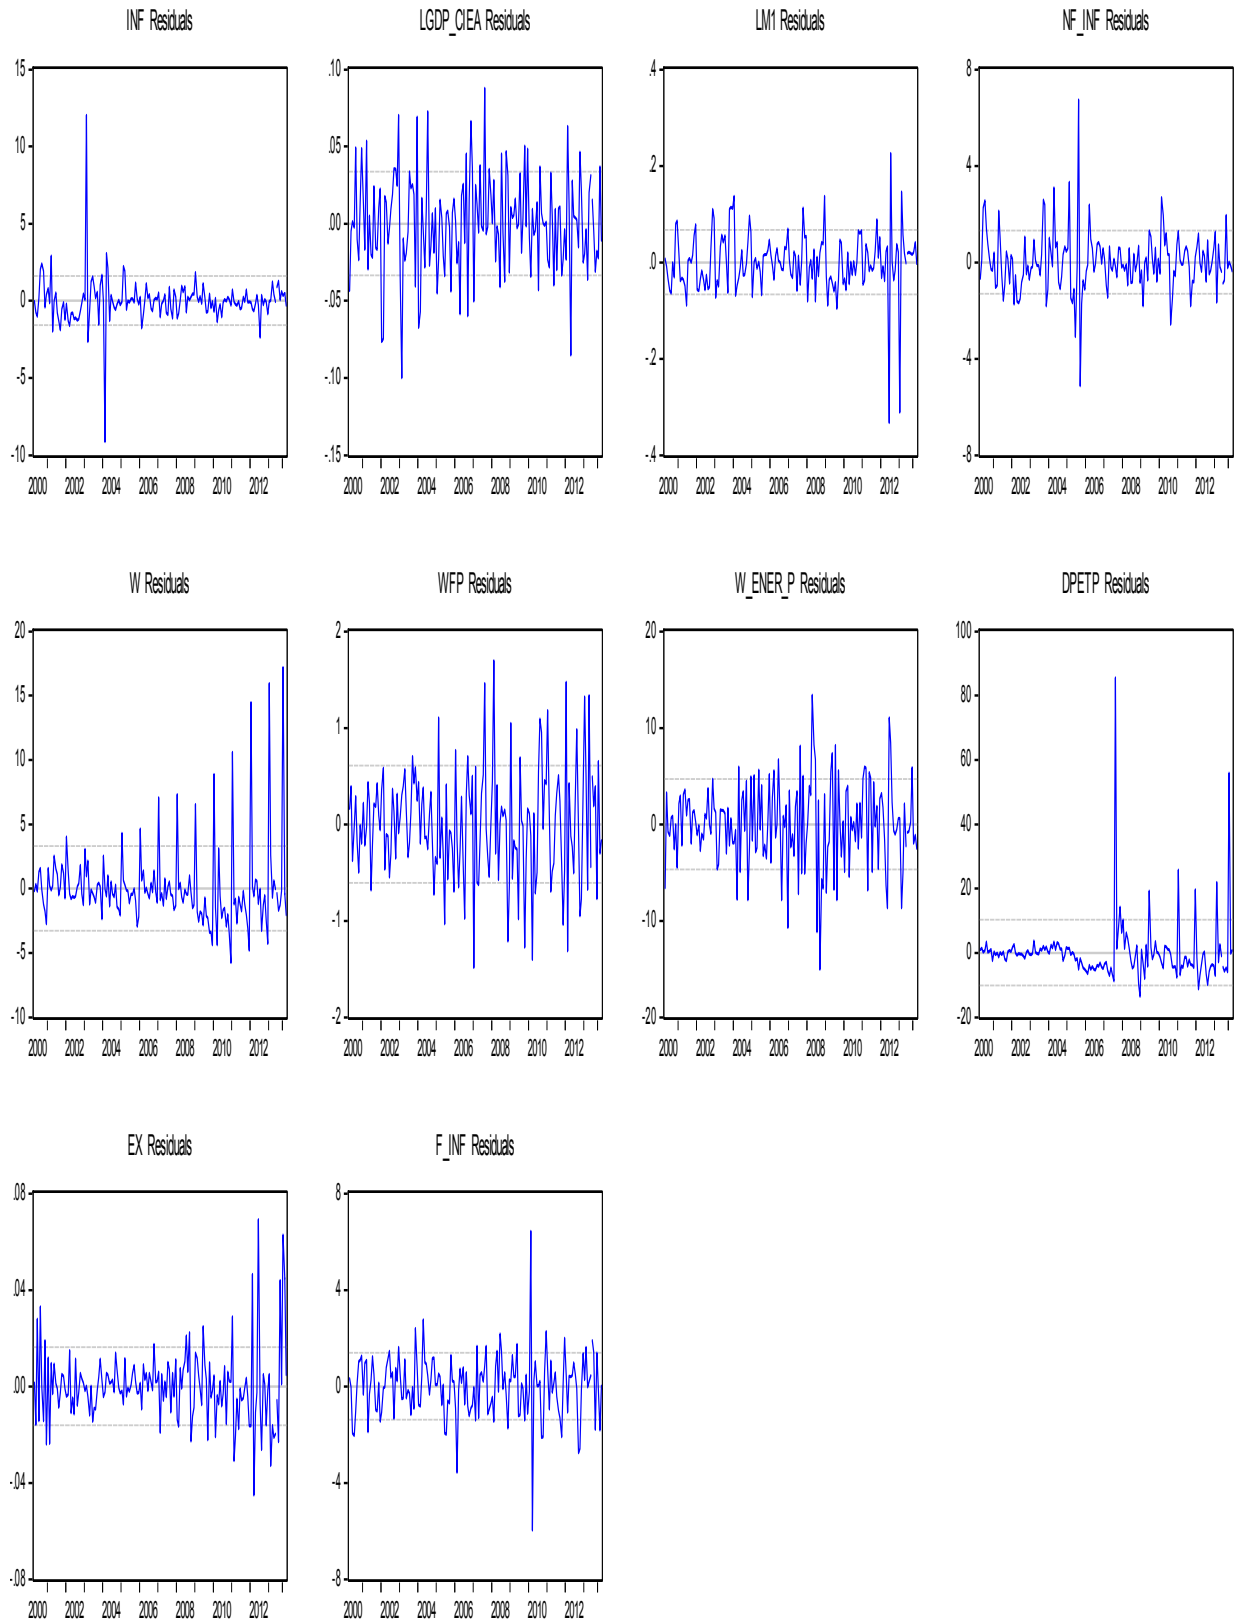 INF Residuals
LGDP_CIEA Residuals
LM1 Residuals
NF_INF Residuals
15
10
5
0
-5
-10
2000 2002 2004 2006 2008 2010 2012
.10
.05
.00
-.05
-.10
-.15
2000 2002 2004 2006 2008 2010 2012
.4
.2
.0
-.2
-.4
2000 2002 2004 2006 2008 2010 2012
8
4
0
-4
-8
2000 2002 2004 2006 2008 2010 2012
W Residuals
WFP Residuals
W_ENER_P Residuals
DPETP Residuals
20
15
10
5
0
-5
-10
2000 2002 2004 2006 2008 2010 2012
2
1
0
-1
-2
2000 2002 2004 2006 2008 2010 2012
20
10
0
-10
-20
2000 2002 2004 2006 2008 2010 2012
100
80
60
40
20
0
-20
2000 2002 2004 2006 2008 2010 2012
EX Residuals
F_INF Residuals
.08
.04
.00
-.04
-.08
2000 2002 2004 2006 2008 2010 2012
8
4
0
-4
-8
2000 2002 2004 2006 2008 2010 2012